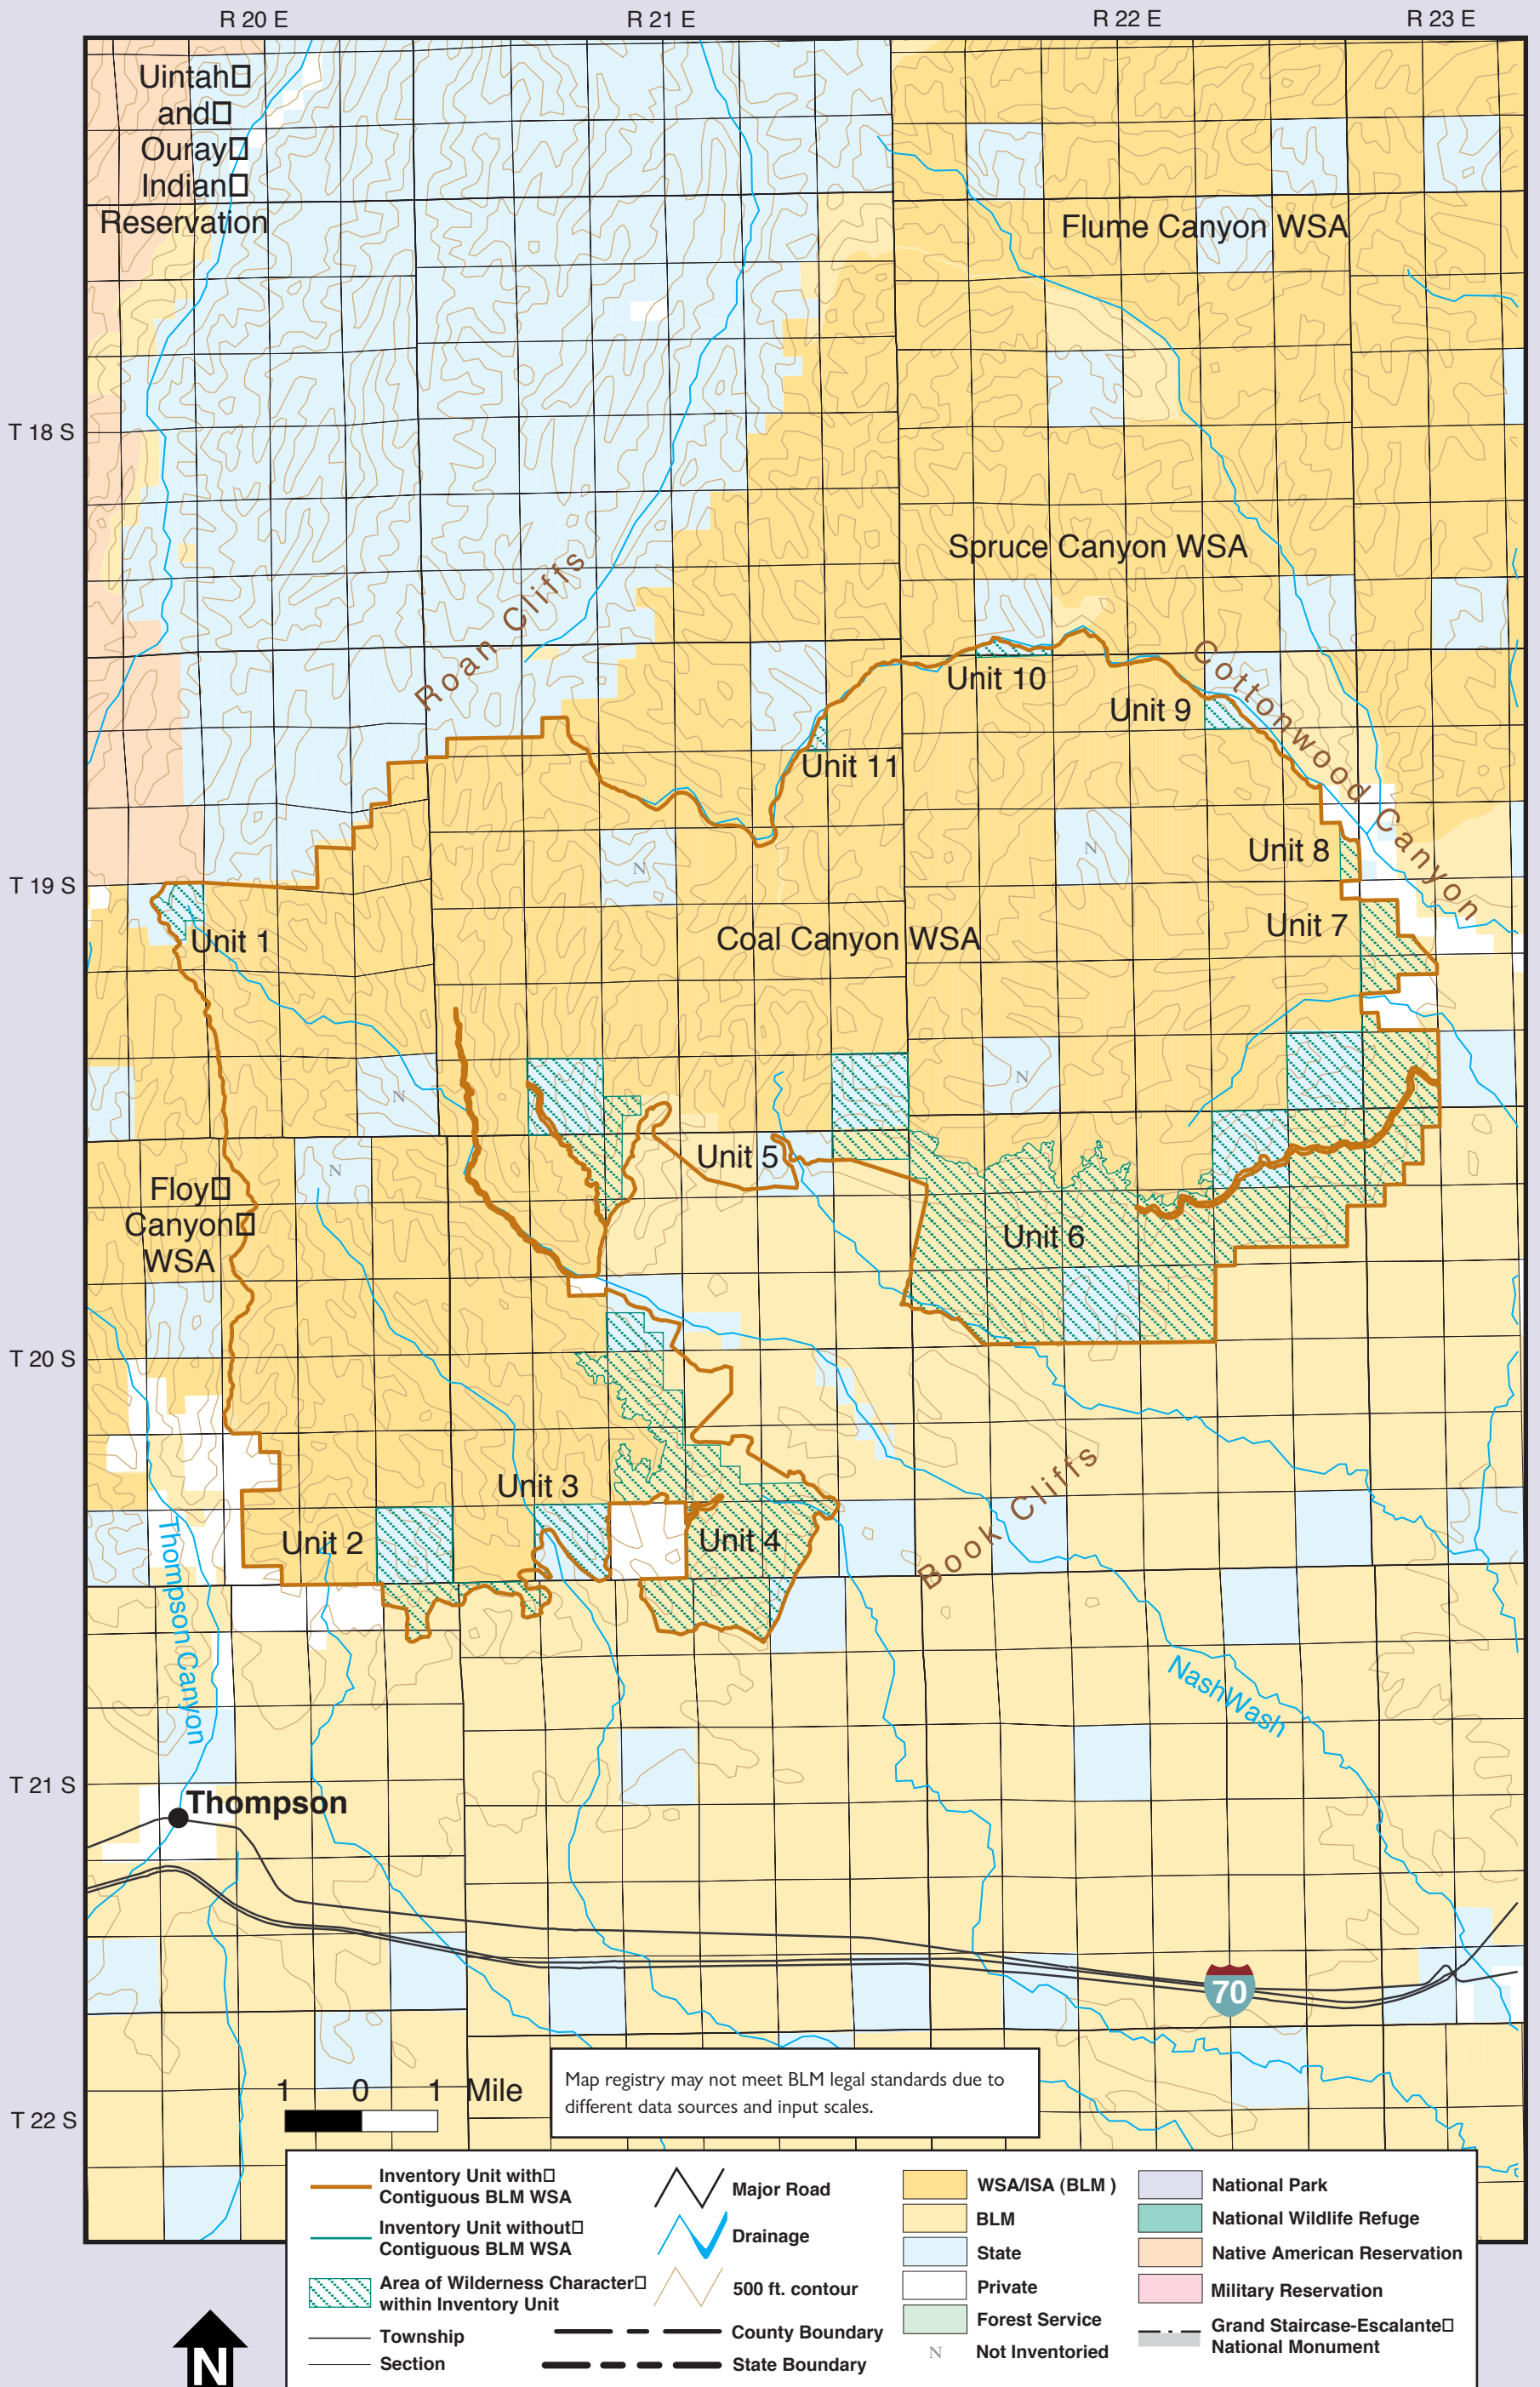 R 20 E
R 21 E
R 22 E
R 23 E
Uintah□
and□
Ouray□
Indian□
Reservation
Flume Canyon WSA
T 18 S
Spruce Canyon WSA
Roan Cliffs
Cottonwood Canyon
Unit 10
Unit 9
Unit 11
Unit 8
N
N
T 19 S
Unit 7
Unit 1
Coal Canyon WSA
N
N
Unit 5
N
Floy□
Canyon□
WSA
Unit 6
T 20 S
Book Cliffs
Unit 3
Unit 2
Unit 4
Thompson Canyon
NashWash
T 21 S
Thompson
70
1 0 1 Mile
Map registry may not meet BLM legal standards due to
different data sources and input scales.
T 22 S
Inventory Unit with□
Contiguous BLM WSA
Inventory Unit without□
Contiguous BLM WSA
Area of Wilderness Character□
within Inventory Unit
Township
Section
Major Road
Drainage
500 ft. contour
County Boundary
State Boundary
WSA/ISA (BLM )
BLM
State
Private
Forest Service
N Not Inventoried
National Park
National Wildlife Refuge
Native American Reservation
Military Reservation
Grand Staircase-Escalante□
National Monument
N